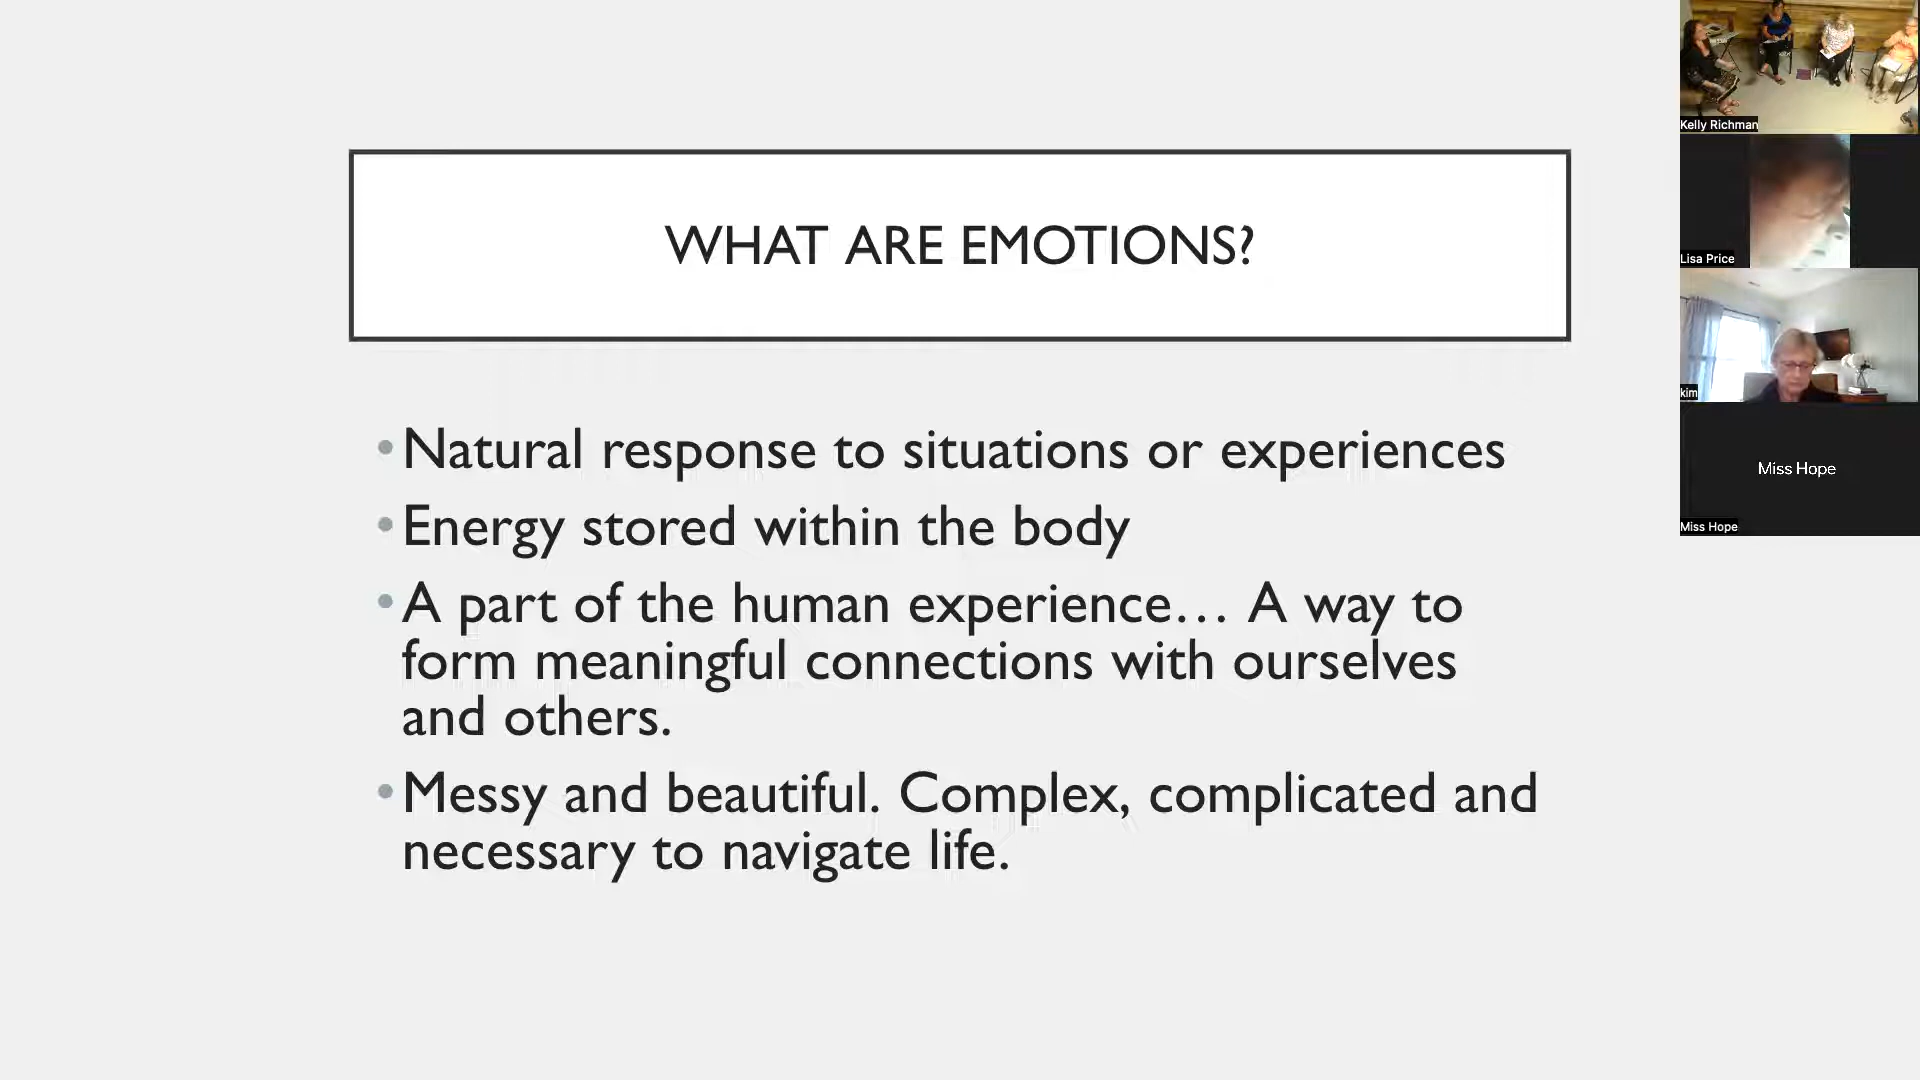 WHAT ARE EMOTIONS?
•Natural response to situations or experiences
•Energy stored within the body
•A part of the human experience… A way to
form meaningful connections with ourselves
and others.
•Messy and beautiful. Complex, complicated and
necessary to navigate life.
Kelly Richman
Lisa Price
kim
Miss Hope
Miss Hope